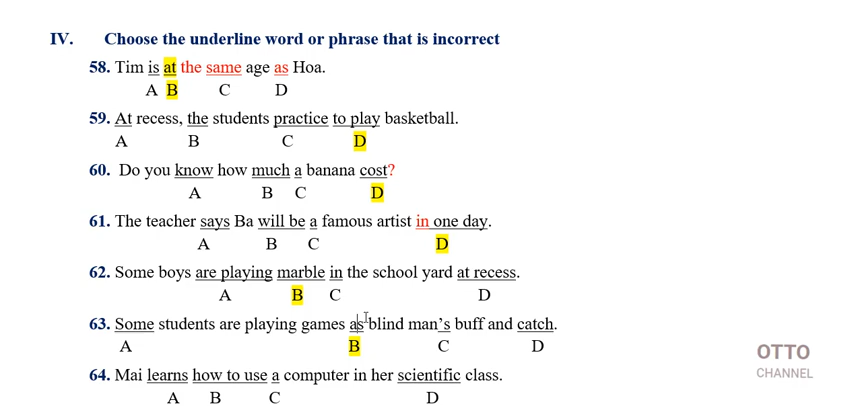 IV. Choose the underline word or phrase that is incorrect
58. Tim is at the same age as Hoa.
A B C D
59. At recess, the students practice to play basketball.
A B C D
60. Do you know how much a banana cost?
A B C D
61. The teacher says Ba will be a famous artist in one day.
A B C D
62. Some boys are playing marble in the school yard at recess.
A B C D
63. Some students are playing games as blind man's buff and catch.
A B C D
64. Mai learns how to use a computer in her scientific class.
A B C D
OTTO
CHANNEL